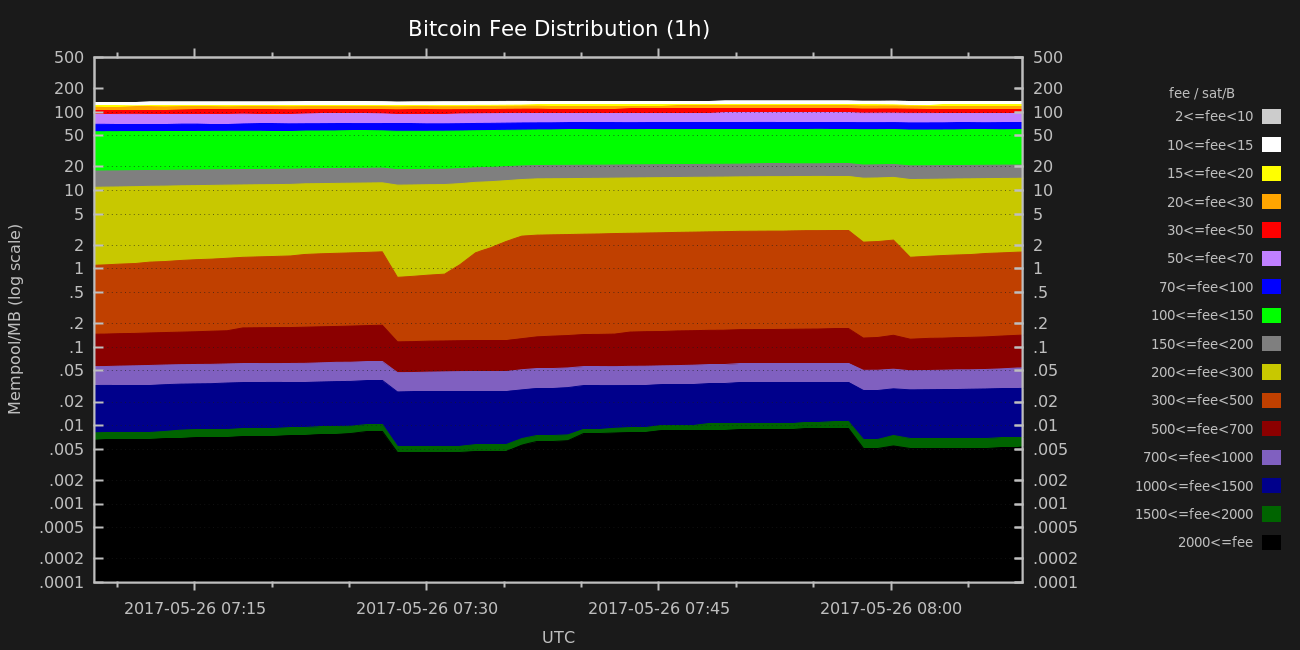 Bitcoin Fee Distribution (1h)
500
200
100
50
20
10
5
2
1
.5
.2
.1
.05
.02
.01
.005
.002
.001
.0005
.0002
.0001
Mempool/MB (log scale)
500
200
100
50
20
10
5
2
1
.5
.2
.1
.05
.02
.01
.005
.002
.001
.0005
.0002
.0001
2017-05-26 07:15
2017-05-26 07:30
2017-05-26 07:45
2017-05-26 08:00
UTC
fee / sat/B
2<=fee<10
10<=fee<15
15<=fee<20
20<=fee<30
30<=fee<50
50<=fee<70
70<=fee<100
100<=fee<150
150<=fee<200
200<=fee<300
300<=fee<500
500<=fee<700
700<=fee<1000
1000<=fee<1500
1500<=fee<2000
2000<=fee